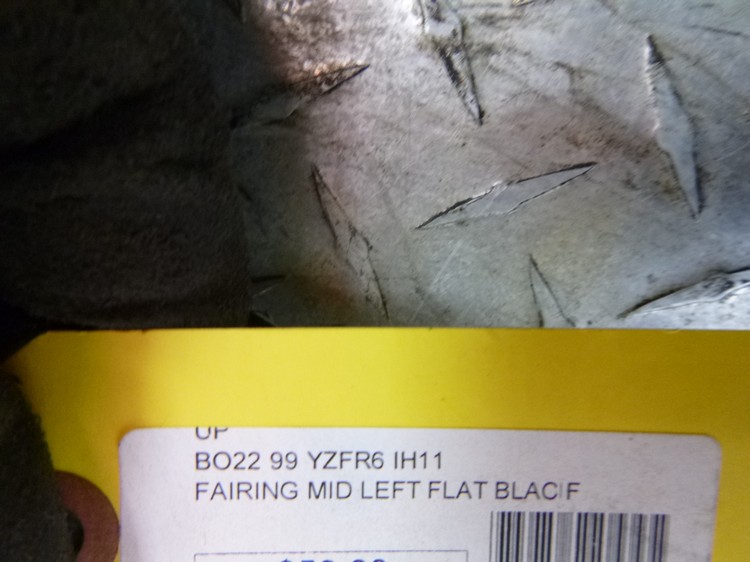 UP
BO22 99 YZFR6 IH11
FAIRING MID LEFT FLAT BLAC F